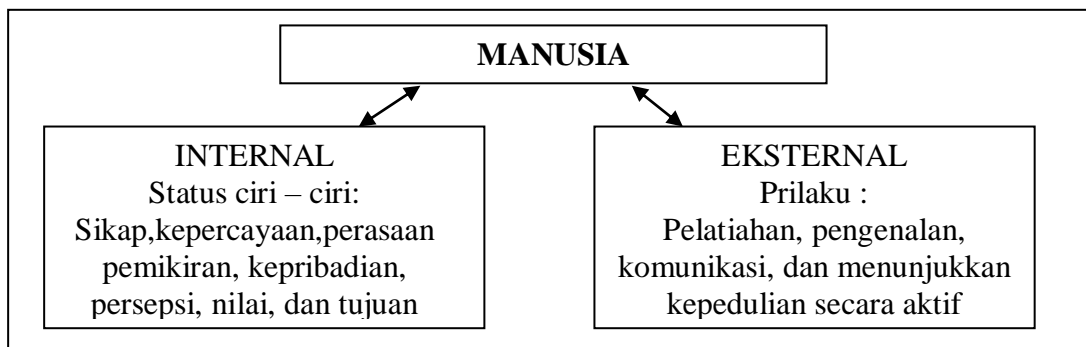 MANUSIA
INTERNAL
Status ciri – ciri:
Sikap,kepercayaan,perasaan
pemikiran, kepribadian,
persepsi, nilai, dan tujuan
EKSTERNAL
Prilaku :
Pelatiahan, pengenalan,
komunikasi, dan menunjukkan
kepedulian secara aktif